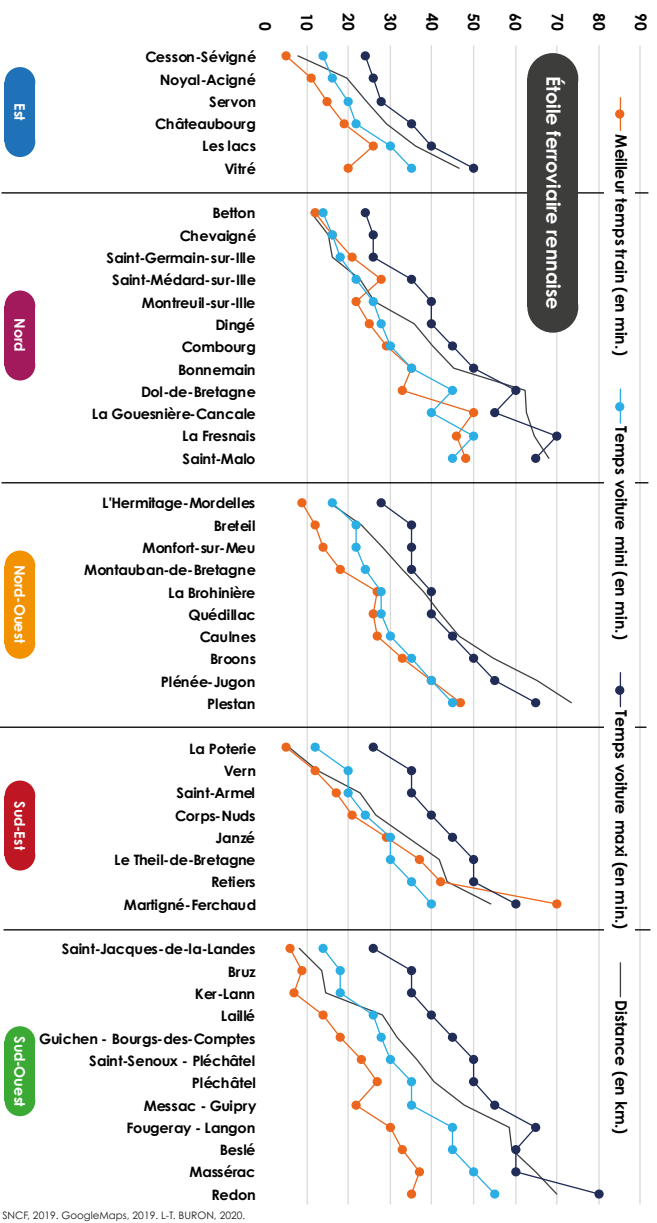 0 10 20 30 40 50 60 70 80 90
Étoile ferroviaire rennaise
Meilleur temps train (en min.)
Temps voiture mini (en min.)
Temps voiture maxi (en min.)
Distance (en km.)
Est
Cesson-Sévigné
Noyal-Acigné
Servon
Châteaubourg
Les lacs
Vitré
Nord
Betton
Chevaigné
Saint-Germain-sur-Ille
Saint-Médard-sur-Ille
Montreuil-sur-Ille
Dingé
Combourg
Bonnemain
Dol-de-Bretagne
La Gouesnière-Cancale
La Fresnais
Saint-Malo
Nord-Ouest
L'Hermitage-Mordelles
Breteil
Monfort-sur-Meu
Montauban-de-Bretagne
La Brohinière
Quédillac
Caulnes
Broons
Plénée-Jugon
Plestan
Sud-Est
La Poterie
Vern
Saint-Armel
Corps-Nuds
Janzé
Le Theil-de-Bretagne
Retiers
Martigné-Ferchaud
Sud-Ouest
Saint-Jacques-de-la-Landes
Bruz
Ker-Lann
Laillé
Guichen - Bourgs-des-Comptes
Saint-Senoux - Pléchâtel
Pléchâtel
Messac - Guipry
Fougeray - Langon
Beslé
Massérac
Redon
SNCF, 2019. GoogleMaps, 2019. L-T. BURON, 2020.